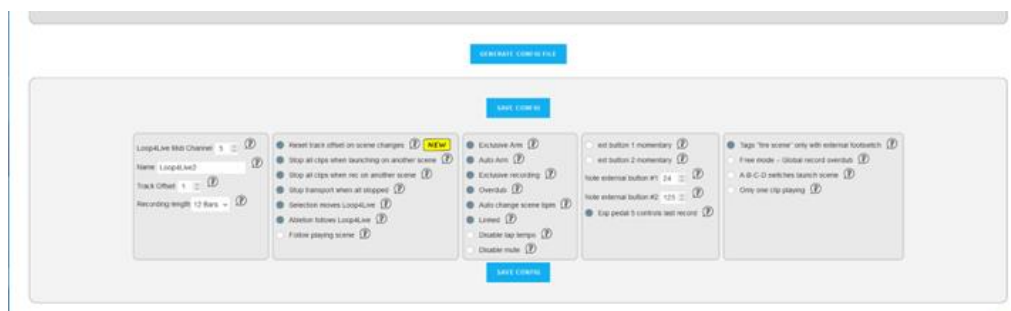 GENERATE CONFIG FILE
SAVE CONFIG
Loop4Live Midi Channel 5
Name Loop4Live2
Track Offset 1
Recording length 12 Bars
Reset track offset on scene changes NEW
Stop all clips when launching on another scene
Stop all clips when rec on another scene
Stop transport when all stopped
Selection moves Loop4Live
Ableton follows Loop4Live
Follow playing scene
Exclusive Arm
Auto Arm
Exclusive recording
Overdub
Auto change scene bpm
Limited
Disable tap tempo
Disable mute
ext button 1 momentary
ext button 2 momentary
Note external button #1 24
Note external button #2 125
Exp pedal 5 controls last record
Tags "fire scene" only with external footswitch
Free mode - Global record overdub
A-B-C-D switches launch scene
Only one clip playing
SAVE CONFIG